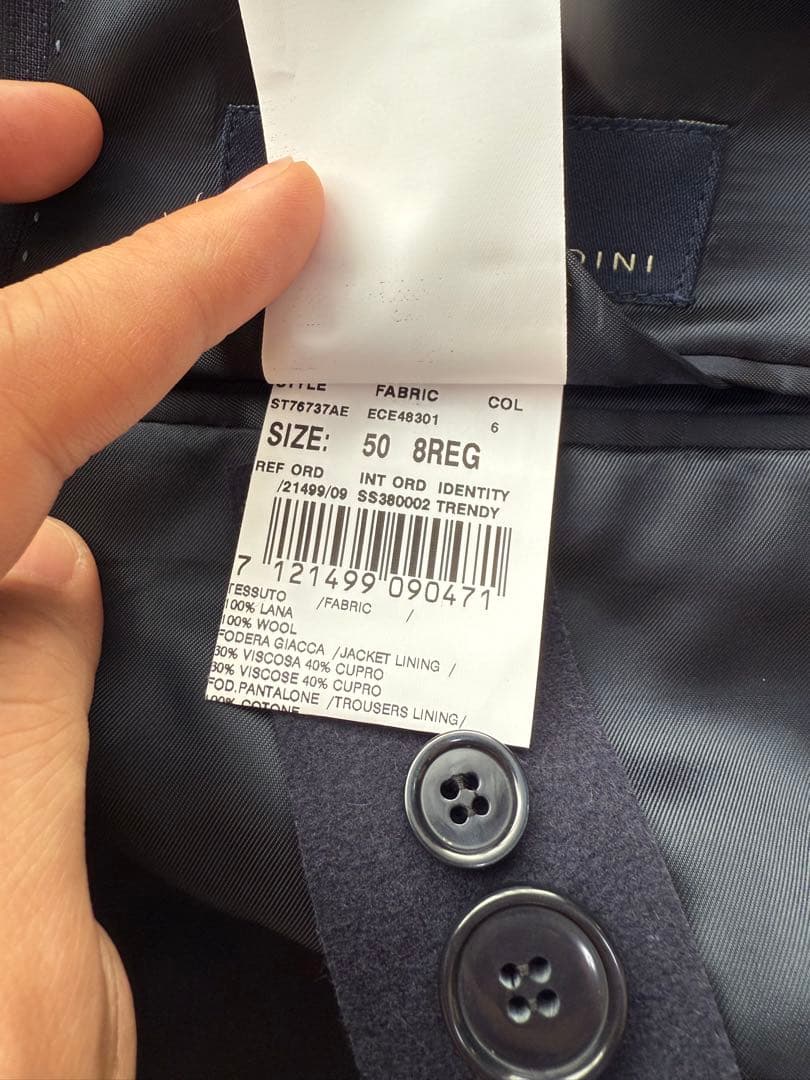 DINI
STYLE FABRIC COL
ST76737AE ECE48301 6
SIZE: 50 8REG
REF ORD INT ORD IDENTITY
/21499/09 SS380002 TRENDY
7 121499 090471
TESSUTO /FABRIC /
100% LANA
100% WOOL
FODERA GIACCA /JACKET LINING /
60% VISCOSA 40% CUPRO
60% VISCOSE 40% CUPRO
FOD.PANTALONE /TROUSERS LINING/
100% COTONE